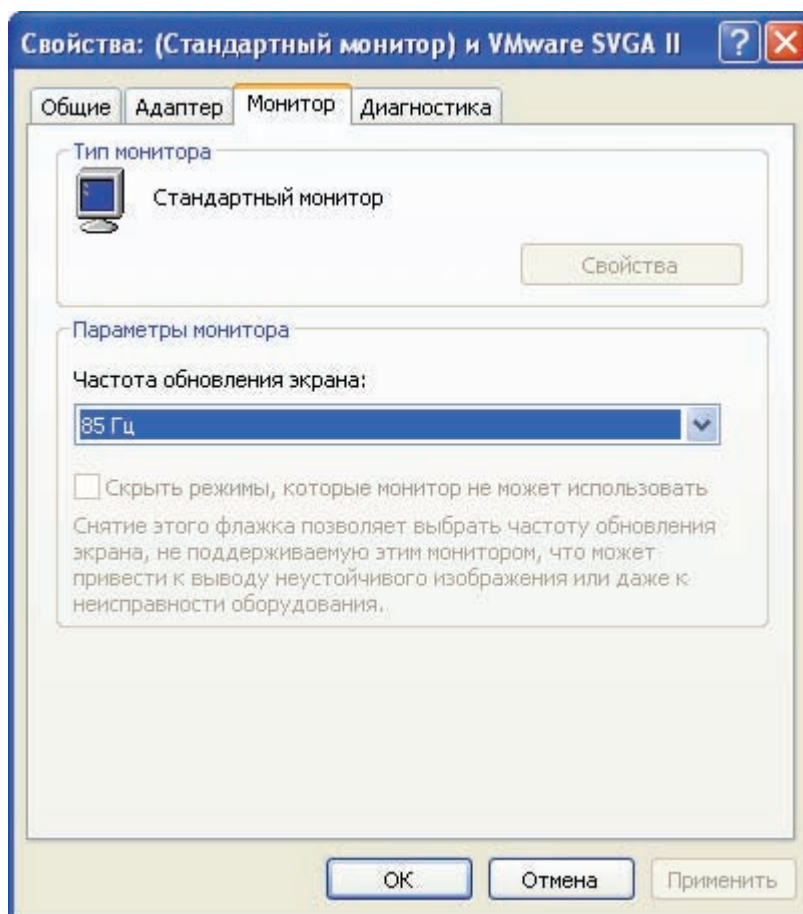 Свойства: (Стандартный монитор) и VMware SVGA II
Общие Адаптер Монитор Диагностика
Тип монитора
Стандартный монитор
Свойства
Параметры монитора
Частота обновления экрана:
85 Гц
Скрыть режимы, которые монитор не может использовать
Снятие этого флажка позволяет выбрать частоту обновления
экрана, не поддерживаемую этим монитором, что может
привести к выводу неустойчивого изображения или даже к
неисправности оборудования.
ОК Отмена Применить